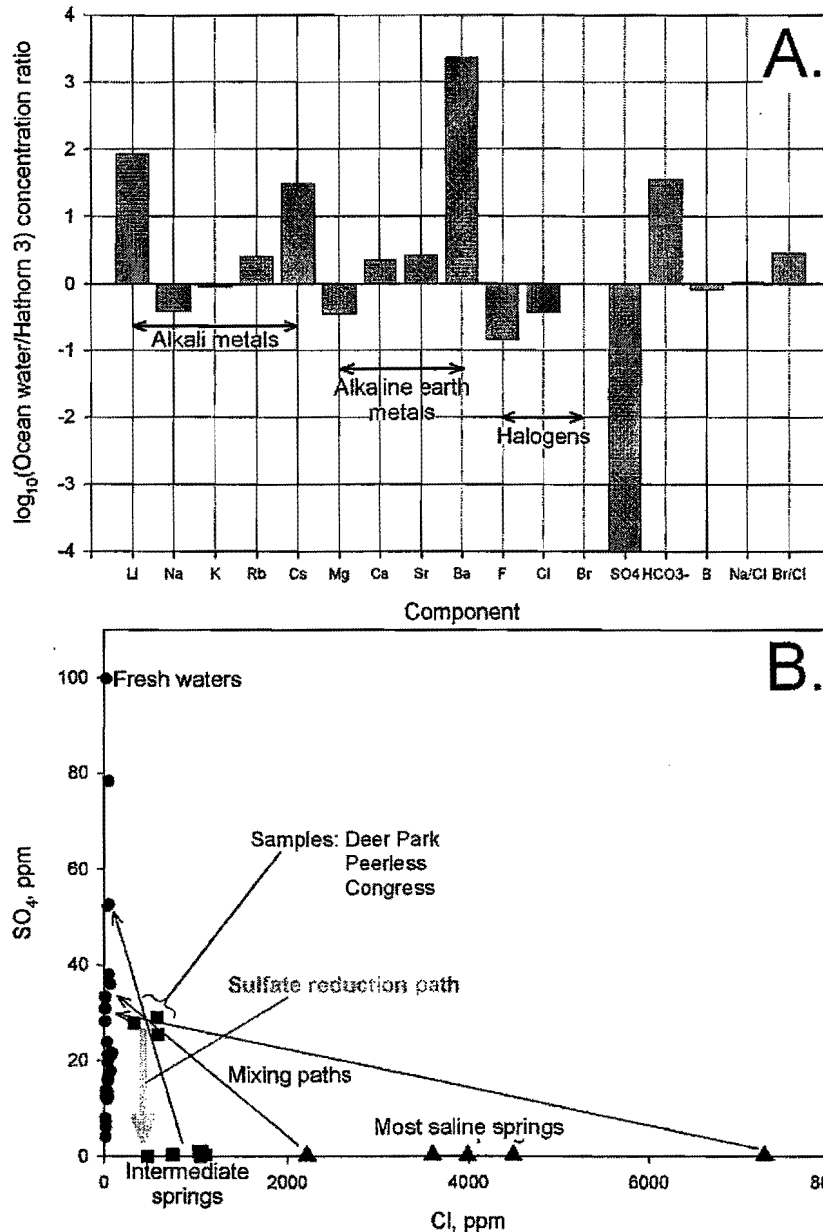 A.
log10(Ocean water/Hathorn 3) concentration ratio
4
3
2
1
0
-1
-2
-3
-4
Alkali metals
Alkaline earth
metals
Halogens
Li Na K Rb Cs Mg Ca Sr Ba F Cl Br SO4 HCO3- B Na/Cl Br/Cl
Component
B.
SO4, ppm
100
80
60
40
20
0
Fresh waters
Samples: Deer Park
Peerless
Congress
Sulfate reduction path
Mixing paths
Most saline springs
Intermediate
springs
0 2000 4000 6000
Cl, ppm